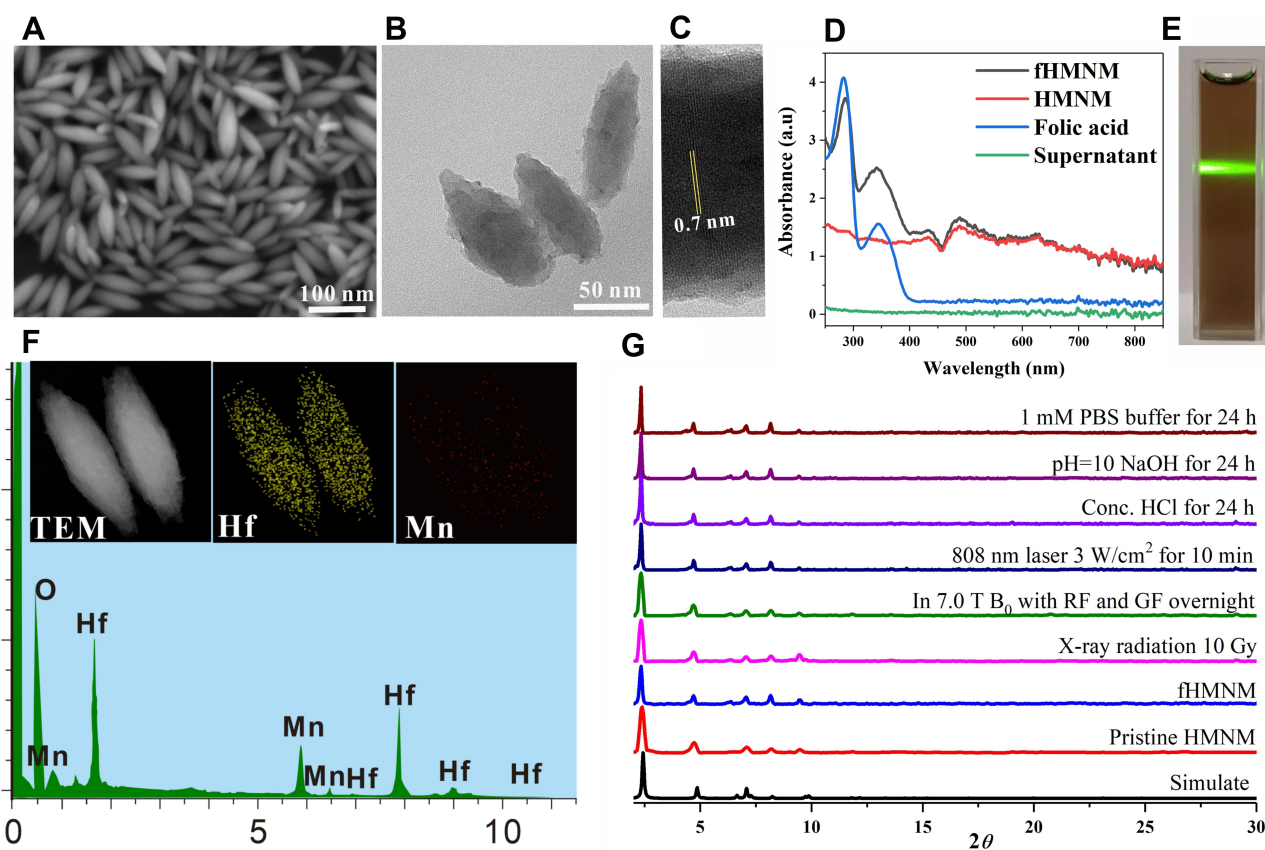 A
B
C
D
E
100 nm
50 nm
0.7 nm
fHMNM
HMNM
Folic acid
Supernatant
Absorbance (a.u)
4
3
2
1
0
300 400 500 600 700 800
Wavelength (nm)
F
TEM
Hf
Mn
O
Hf
Mn
Mn
Mn
Hf
Hf
Hf
Hf
0 5 10
G
1 mM PBS buffer for 24 h
pH=10 NaOH for 24 h
Conc. HCl for 24 h
808 nm laser 3 W/cm² for 10 min
In 7.0 T B₀ with RF and GF overnight
X-ray radiation 10 Gy
fHMNM
Pristine HMNM
Simulate
5 10 15 20 25 30
2θ